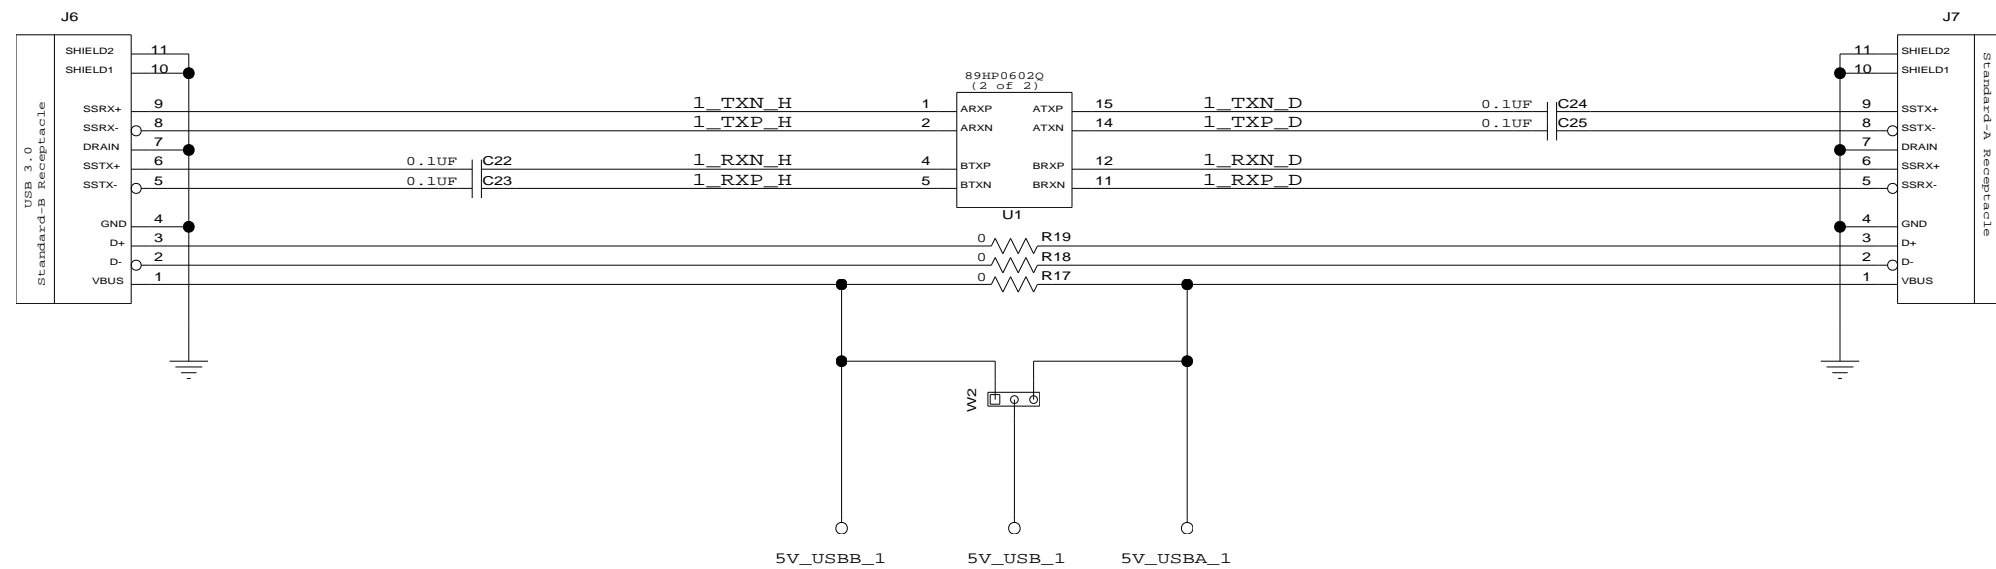 J6
J7
SHIELD2 11
SHIELD1 10
SSRX+ 9
SSRX- 8
DRAIN 7
SSTX+ 6
SSTX- 5
GND 4
D+ 3
D- 2
VBUS 1
USB 3.0
Standard-B Receptacle
0.1UF C22
0.1UF C23
1_TXN_H
1_TXP_H
1_RXN_H
1_RXP_H
89HP0602Q
(2 of 2)
1 ARXP ATXP 15
2 ARXN ATXN 14
4 BTXP BRXP 12
5 BTXN BRXN 11
U1
0 R19
0 R18
0 R17
1_TXN_D
1_TXP_D
1_RXN_D
1_RXP_D
0.1UF C24
0.1UF C25
11 SHIELD2
10 SHIELD1
9 SSTX+
8 SSTX-
7 DRAIN
6 SSRX+
5 SSRX-
4 GND
3 D+
2 D-
1 VBUS
Standard-A Receptacle
W2
5V_USBB_1
5V_USB_1
5V_USBA_1